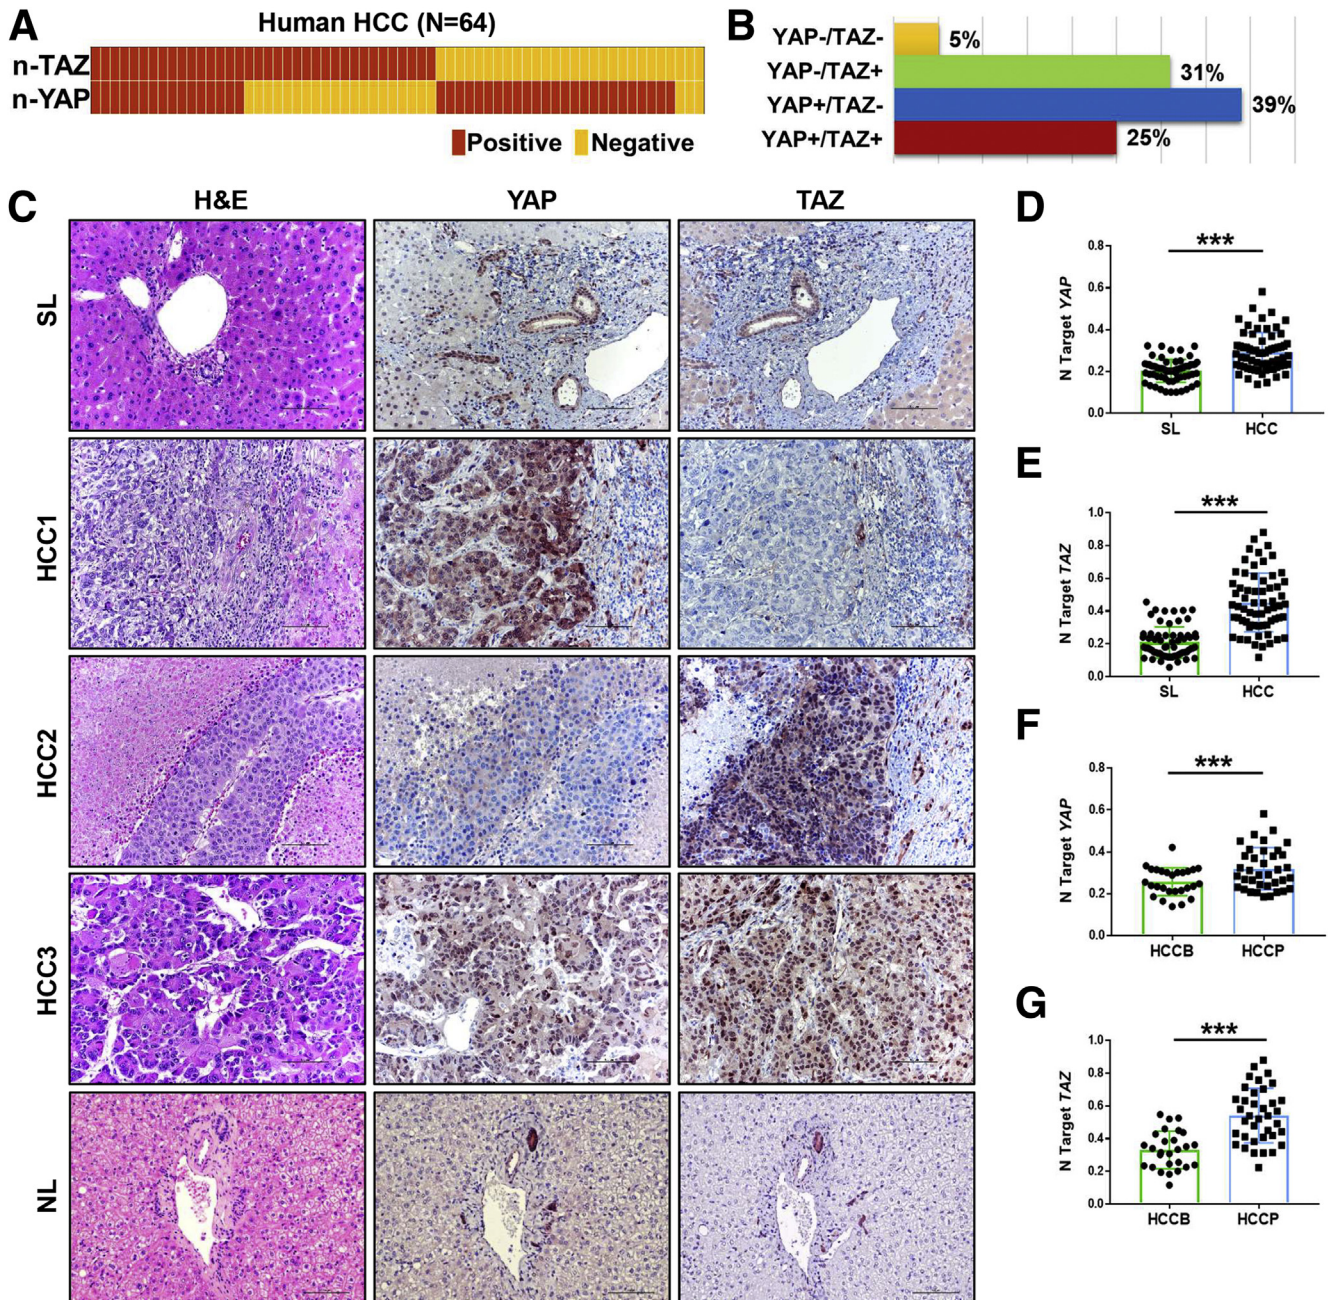 A
Human HCC (N=64)
n-TAZ
n-YAP
Positive
Negative
B
YAP-/TAZ-
5%
YAP-/TAZ+
31%
YAP+/TAZ-
39%
YAP+/TAZ+
25%
C
H&E
YAP
TAZ
SL
HCC1
HCC2
HCC3
NL
D
***
N Target YAP
0.8
0.6
0.4
0.2
0.0
SL
HCC
E
***
N Target TAZ
1.0
0.8
0.6
0.4
0.2
0.0
SL
HCC
F
***
N Target YAP
0.8
0.6
0.4
0.2
0.0
HCCB
HCCP
G
***
N Target TAZ
1.0
0.8
0.6
0.4
0.2
0.0
HCCB
HCCP